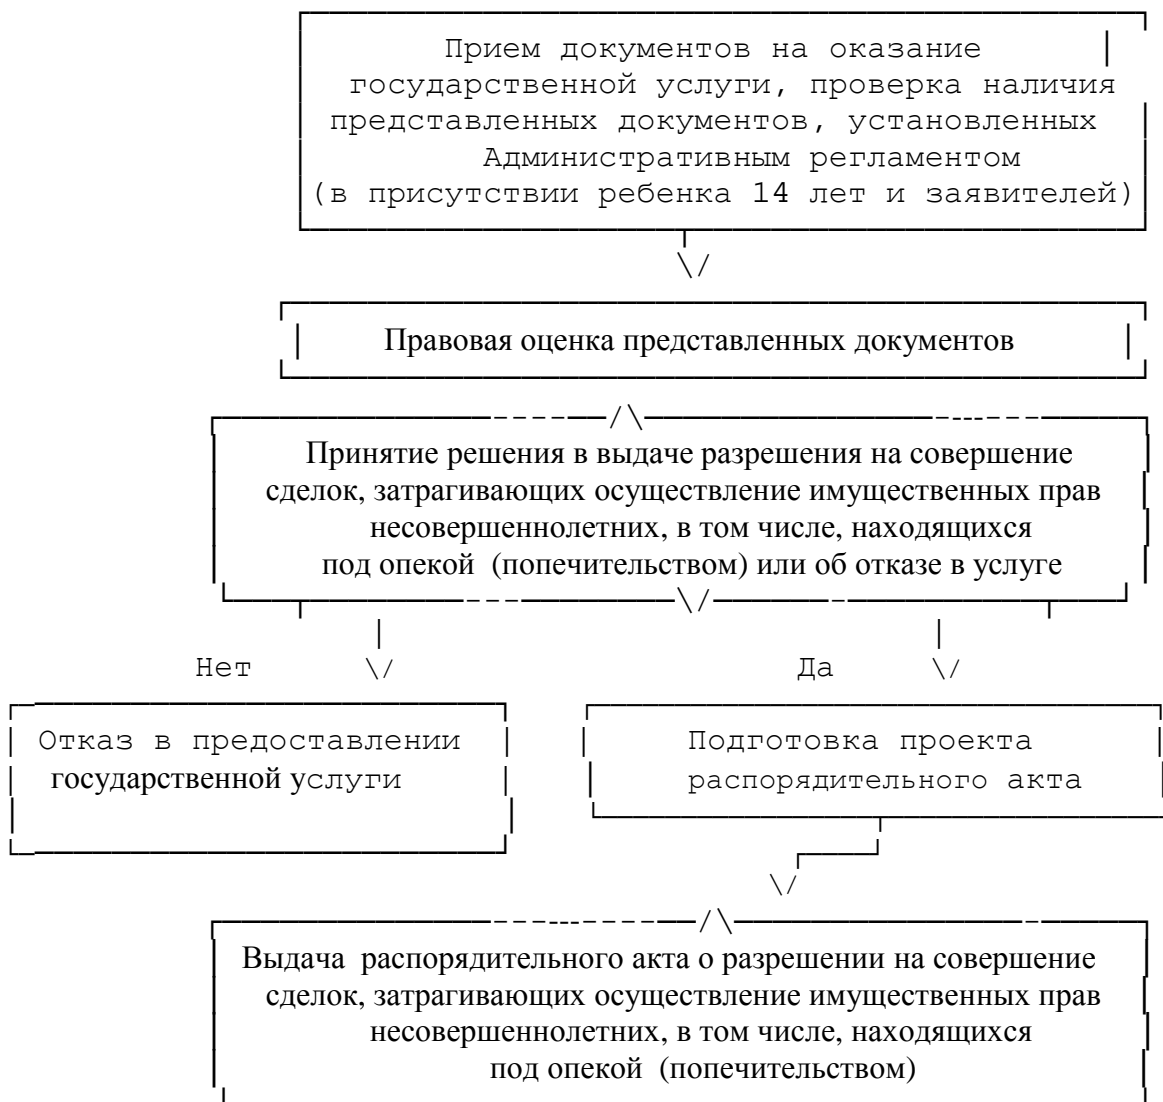 Прием документов на оказание
государственной услуги, проверка наличия
представленных документов, установленных
Административным регламентом
(в присутствии ребенка 14 лет и заявителей)
Правовая оценка представленных документов
Принятие решения в выдаче разрешения на совершение
сделок, затрагивающих осуществление имущественных прав
несовершеннолетних, в том числе, находящихся
под опекой (попечительством) или об отказе в услуге
Нет
Да
Отказ в предоставлении
государственной услуги
Подготовка проекта
распорядительного акта
Выдача распорядительного акта о разрешении на совершение
сделок, затрагивающих осуществление имущественных прав
несовершеннолетних, в том числе, находящихся
под опекой (попечительством)